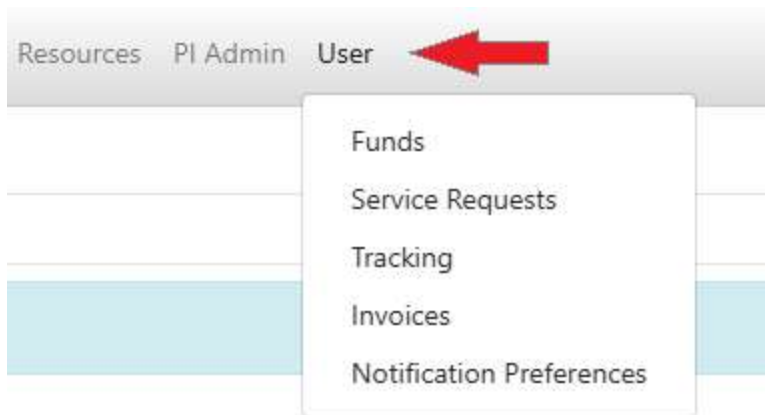 Resources PI Admin User
Funds
Service Requests
Tracking
Invoices
Notification Preferences